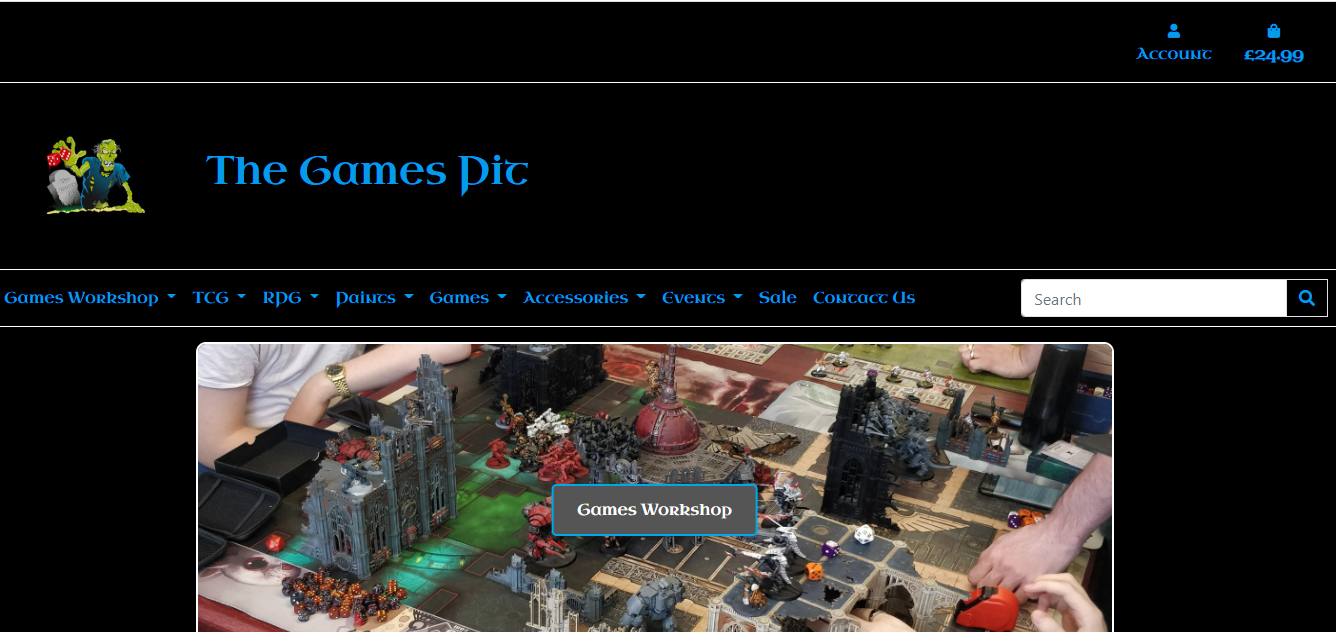 Account
£24.99
The Games Pit
Games Workshop TCG RPG Paints Games Accessories Events Sale Contact Us
Search
Games Workshop